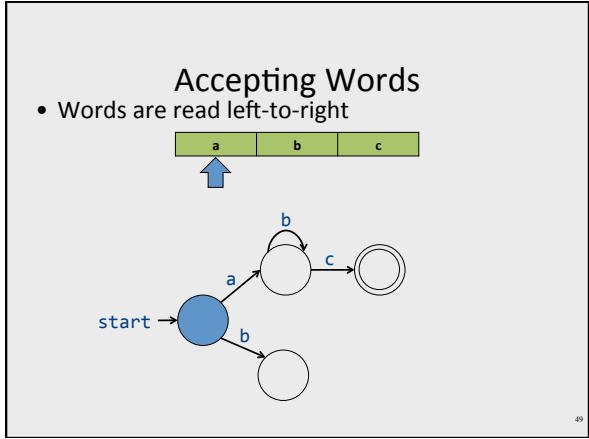 Accepting Words
• Words are read left-to-right
a b c
b
c
a
start
b
49